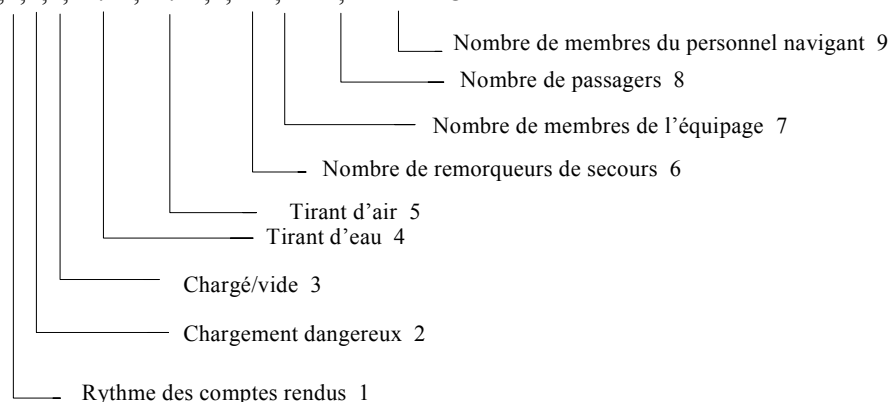 Nombre de membres du personnel navigant 9
Nombre de passagers 8
Nombre de membres de l’équipage 7
Nombre de remorqueurs de secours 6
Tirant d’air 5
Tirant d’eau 4
Chargé/vide 3
Chargement dangereux 2
Rythme des comptes rendus 1